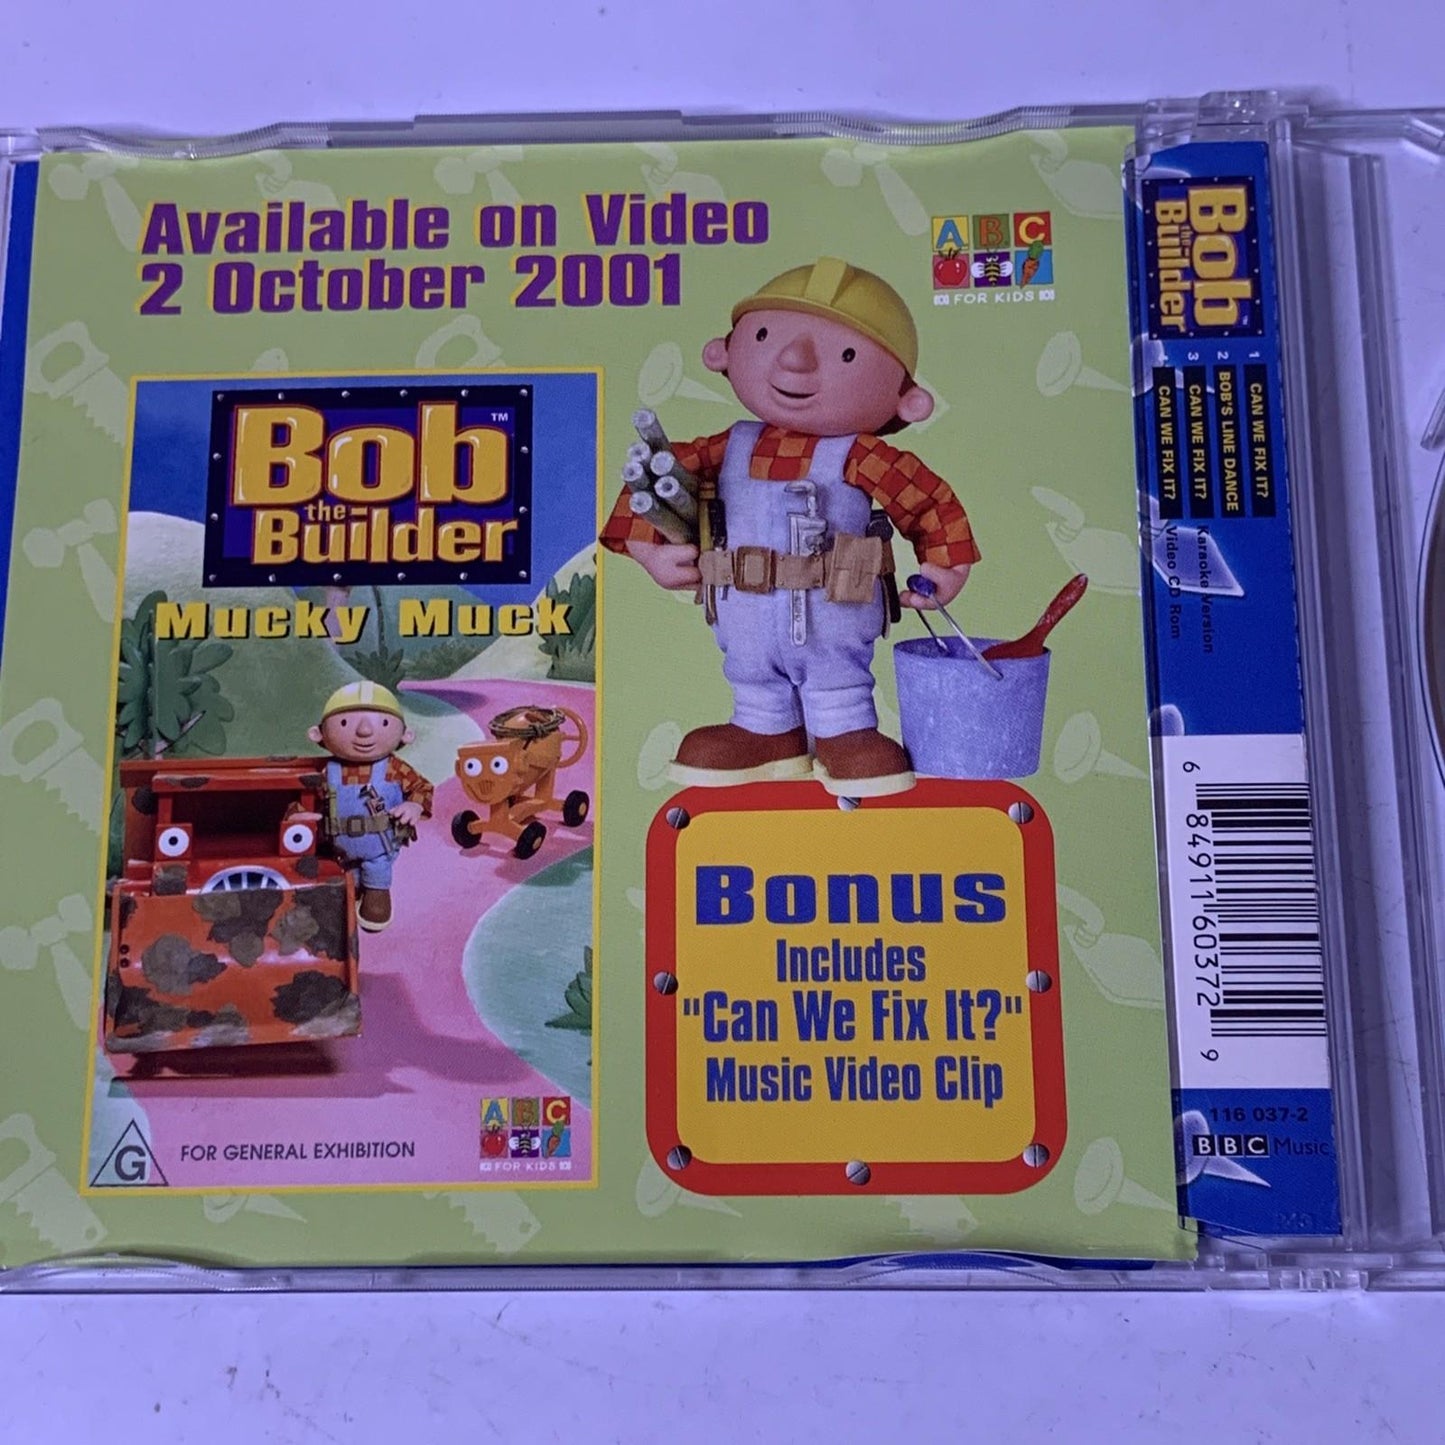 Available on Video
2 October 2001
ABC
FOR KIDS
Bob™
the
Builder
Mucky Muck
G
FOR GENERAL EXHIBITION
ABC
FOR KIDS
Bonus
Includes
"Can We Fix It?"
Music Video Clip
Bob™
the
Builder
1 CAN WE FIX IT?
2 BOB'S LINE DANCE
3 CAN WE FIX IT? Karaoke Version
4 CAN WE FIX IT? Video CD Rom
6 84911 60372 9
116 037-2
BBC Music